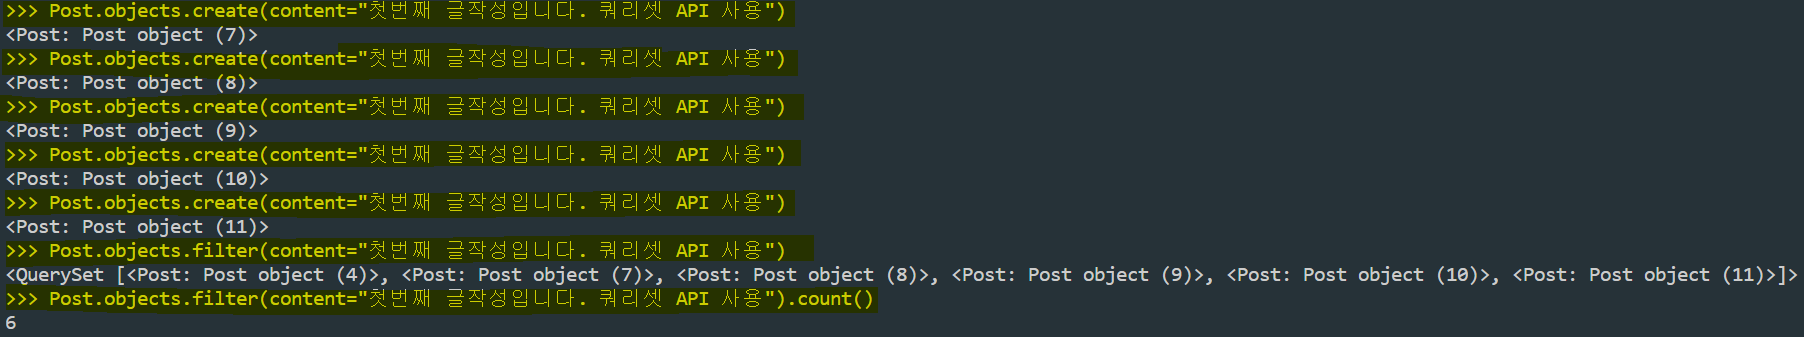 >>> Post.objects.create(content="첫번째 글작성입니다. 쿼리셋 API 사용")
<Post: Post object (7)>
>>> Post.objects.create(content="첫번째 글작성입니다. 쿼리셋 API 사용")
<Post: Post object (8)>
>>> Post.objects.create(content="첫번째 글작성입니다. 쿼리셋 API 사용")
<Post: Post object (9)>
>>> Post.objects.create(content="첫번째 글작성입니다. 쿼리셋 API 사용")
<Post: Post object (10)>
>>> Post.objects.create(content="첫번째 글작성입니다. 쿼리셋 API 사용")
<Post: Post object (11)>
>>> Post.objects.filter(content="첫번째 글작성입니다. 쿼리셋 API 사용")
<QuerySet [<Post: Post object (4)>, <Post: Post object (7)>, <Post: Post object (8)>, <Post: Post object (9)>, <Post: Post object (10)>, <Post: Post object (11)>]>
>>> Post.objects.filter(content="첫번째 글작성입니다. 쿼리셋 API 사용").count()
6